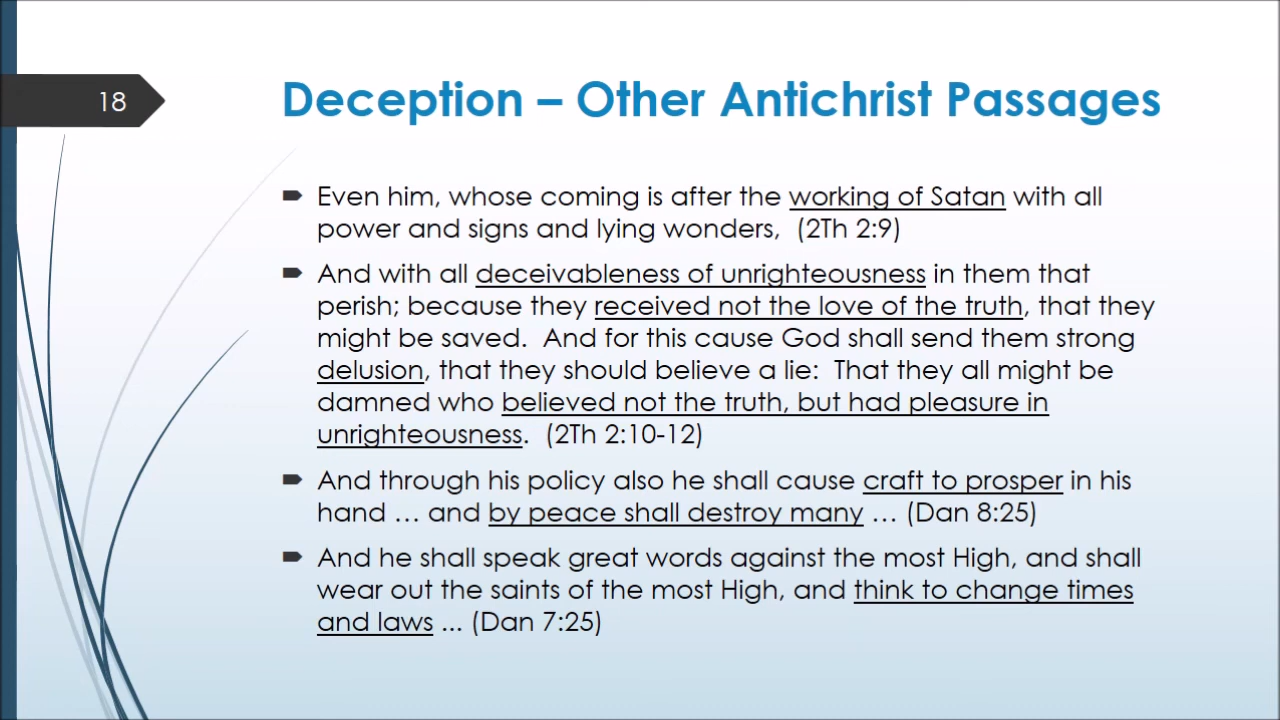 18
Deception – Other Antichrist Passages
Even him, whose coming is after the working of Satan with all
power and signs and lying wonders,  (2Th 2:9)
And with all deceivableness of unrighteousness in them that
perish; because they received not the love of the truth, that they
might be saved.  And for this cause God shall send them strong
delusion, that they should believe a lie:  That they all might be
damned who believed not the truth, but had pleasure in
unrighteousness.  (2Th 2:10-12)
And through his policy also he shall cause craft to prosper in his
hand … and by peace shall destroy many … (Dan 8:25)
And he shall speak great words against the most High, and shall
wear out the saints of the most High, and think to change times
and laws ... (Dan 7:25)